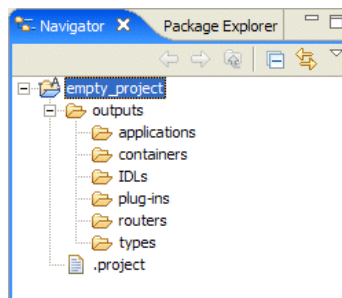 Navigator Package Explorer
empty_project
outputs
applications
containers
IDLs
plug-ins
routers
types
.project